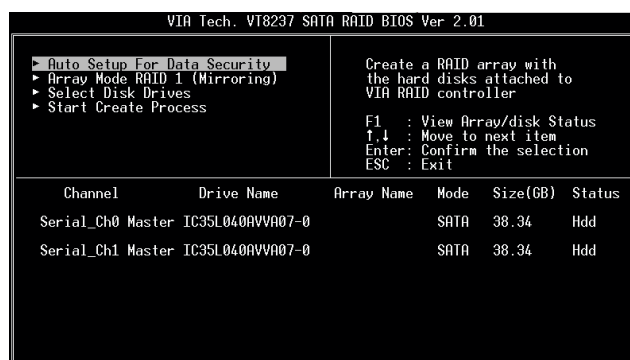 VIA Tech. VT8237 SATA RAID BIOS Ver 2.01
► Auto Setup For Data Security
► Array Mode RAID 1 (Mirroring)
► Select Disk Drives
► Start Create Process
Create a RAID array with
the hard disks attached to
VIA RAID controller
F1 : View Array/disk Status
↑,↓ : Move to next item
Enter: Confirm the selection
ESC : Exit
Channel Drive Name Array Name Mode Size(GB) Status
Serial_Ch0 Master IC35L040AVVA07-0 SATA 38.34 Hdd
Serial_Ch1 Master IC35L040AVVA07-0 SATA 38.34 Hdd